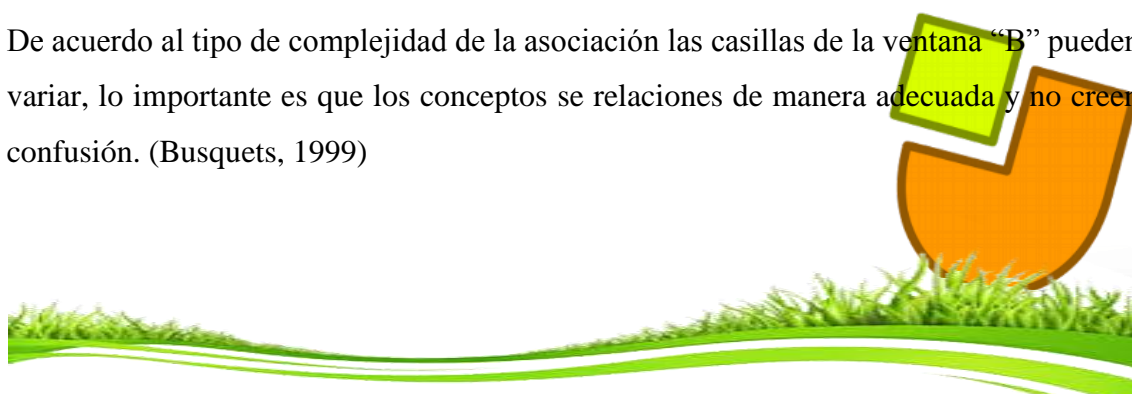 De acuerdo al tipo de complejidad de la asociación las casillas de la ventana “B” pueden
variar, lo importante es que los conceptos se relaciones de manera adecuada y no creen
confusión. (Busquets, 1999)